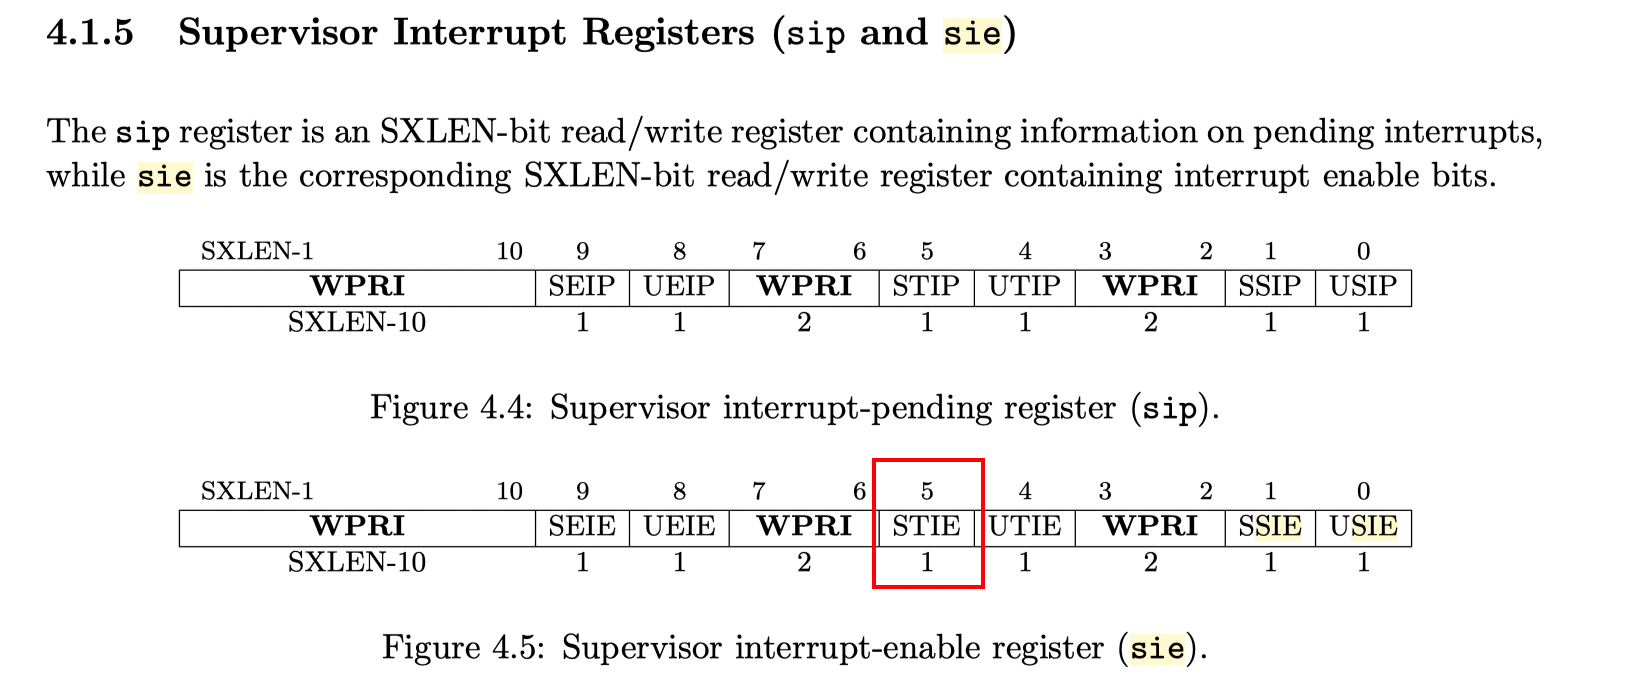 4.1.5 Supervisor Interrupt Registers (sip and sie)
The sip register is an SXLEN-bit read/write register containing information on pending interrupts,
while sie is the corresponding SXLEN-bit read/write register containing interrupt enable bits.
SXLEN-1 10 9 8 7 6 5 4 3 2 1 0
WPRI SEIP UEIP WPRI STIP UTIP WPRI SSIP USIP
SXLEN-10 1 1 2 1 1 2 1 1
Figure 4.4: Supervisor interrupt-pending register (sip).
SXLEN-1 10 9 8 7 6 5 4 3 2 1 0
WPRI SEIE UEIE WPRI STIE UTIE WPRI SSIE USIE
SXLEN-10 1 1 2 1 1 2 1 1
Figure 4.5: Supervisor interrupt-enable register (sie).